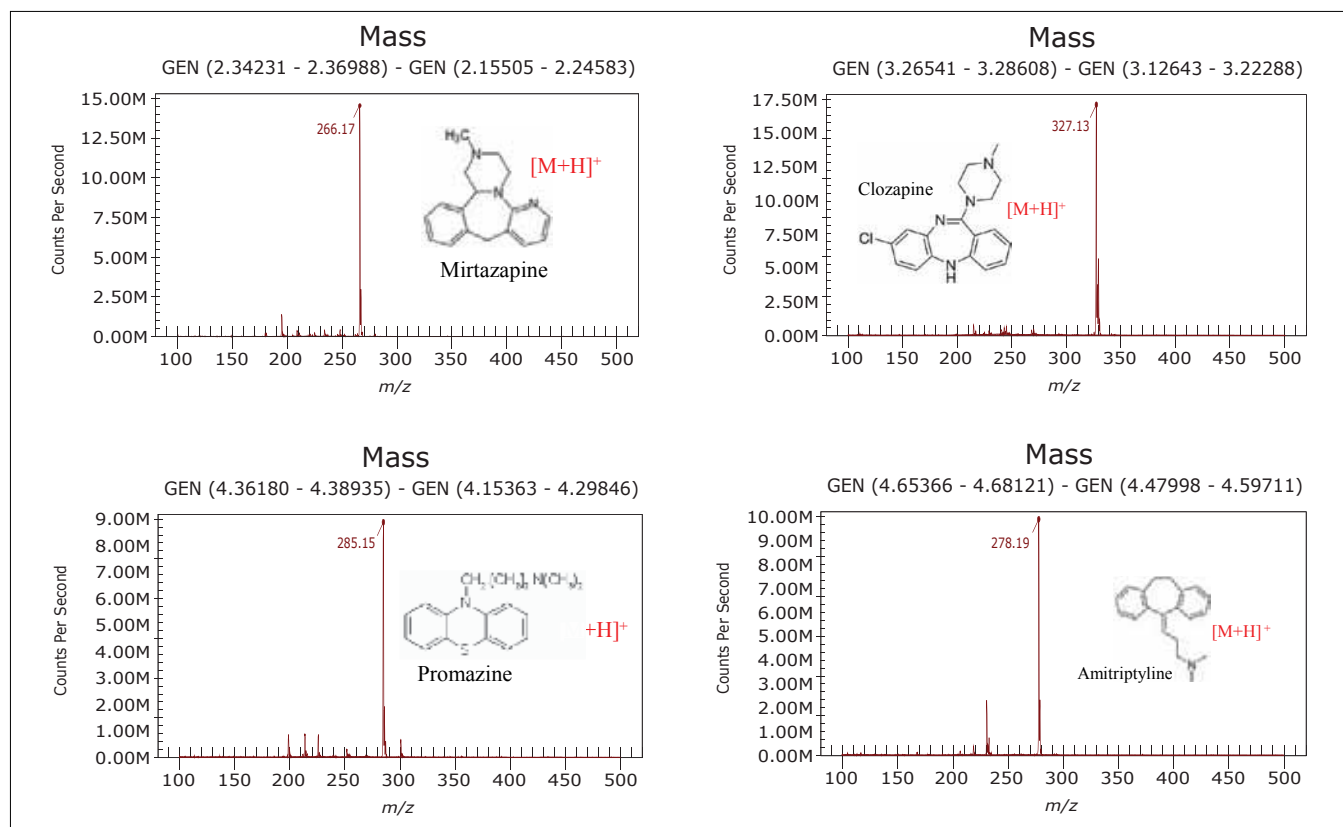 Mass
GEN (2.34231 - 2.36988) - GEN (2.15505 - 2.24583)
15.00M
12.50M
10.00M
7.50M
5.00M
2.50M
0.00M
Counts Per Second
266.17
H₃C
N
N
N
[M+H]⁺
Mirtazapine
100 150 200 250 300 350 400 450 500
m/z
Mass
GEN (3.26541 - 3.28608) - GEN (3.12643 - 3.22288)
17.50M
15.00M
12.50M
10.00M
7.50M
5.00M
2.50M
0.00M
Counts Per Second
327.13
Clozapine
N
N
[M+H]⁺
N
Cl
N
H
100 150 200 250 300 350 400 450 500
m/z
Mass
GEN (4.36180 - 4.38935) - GEN (4.15363 - 4.29846)
9.00M
8.00M
7.00M
6.00M
5.00M
4.00M
3.00M
2.00M
1.00M
0.00M
Counts Per Second
285.15
N
S
+H]⁺
Promazine
100 150 200 250 300 350 400 450 500
m/z
Mass
GEN (4.65366 - 4.68121) - GEN (4.47998 - 4.59711)
10.00M
9.00M
8.00M
7.00M
6.00M
5.00M
4.00M
3.00M
2.00M
1.00M
0.00M
Counts Per Second
278.19
[M+H]⁺
N
Amitriptyline
100 150 200 250 300 350 400 450 500
m/z